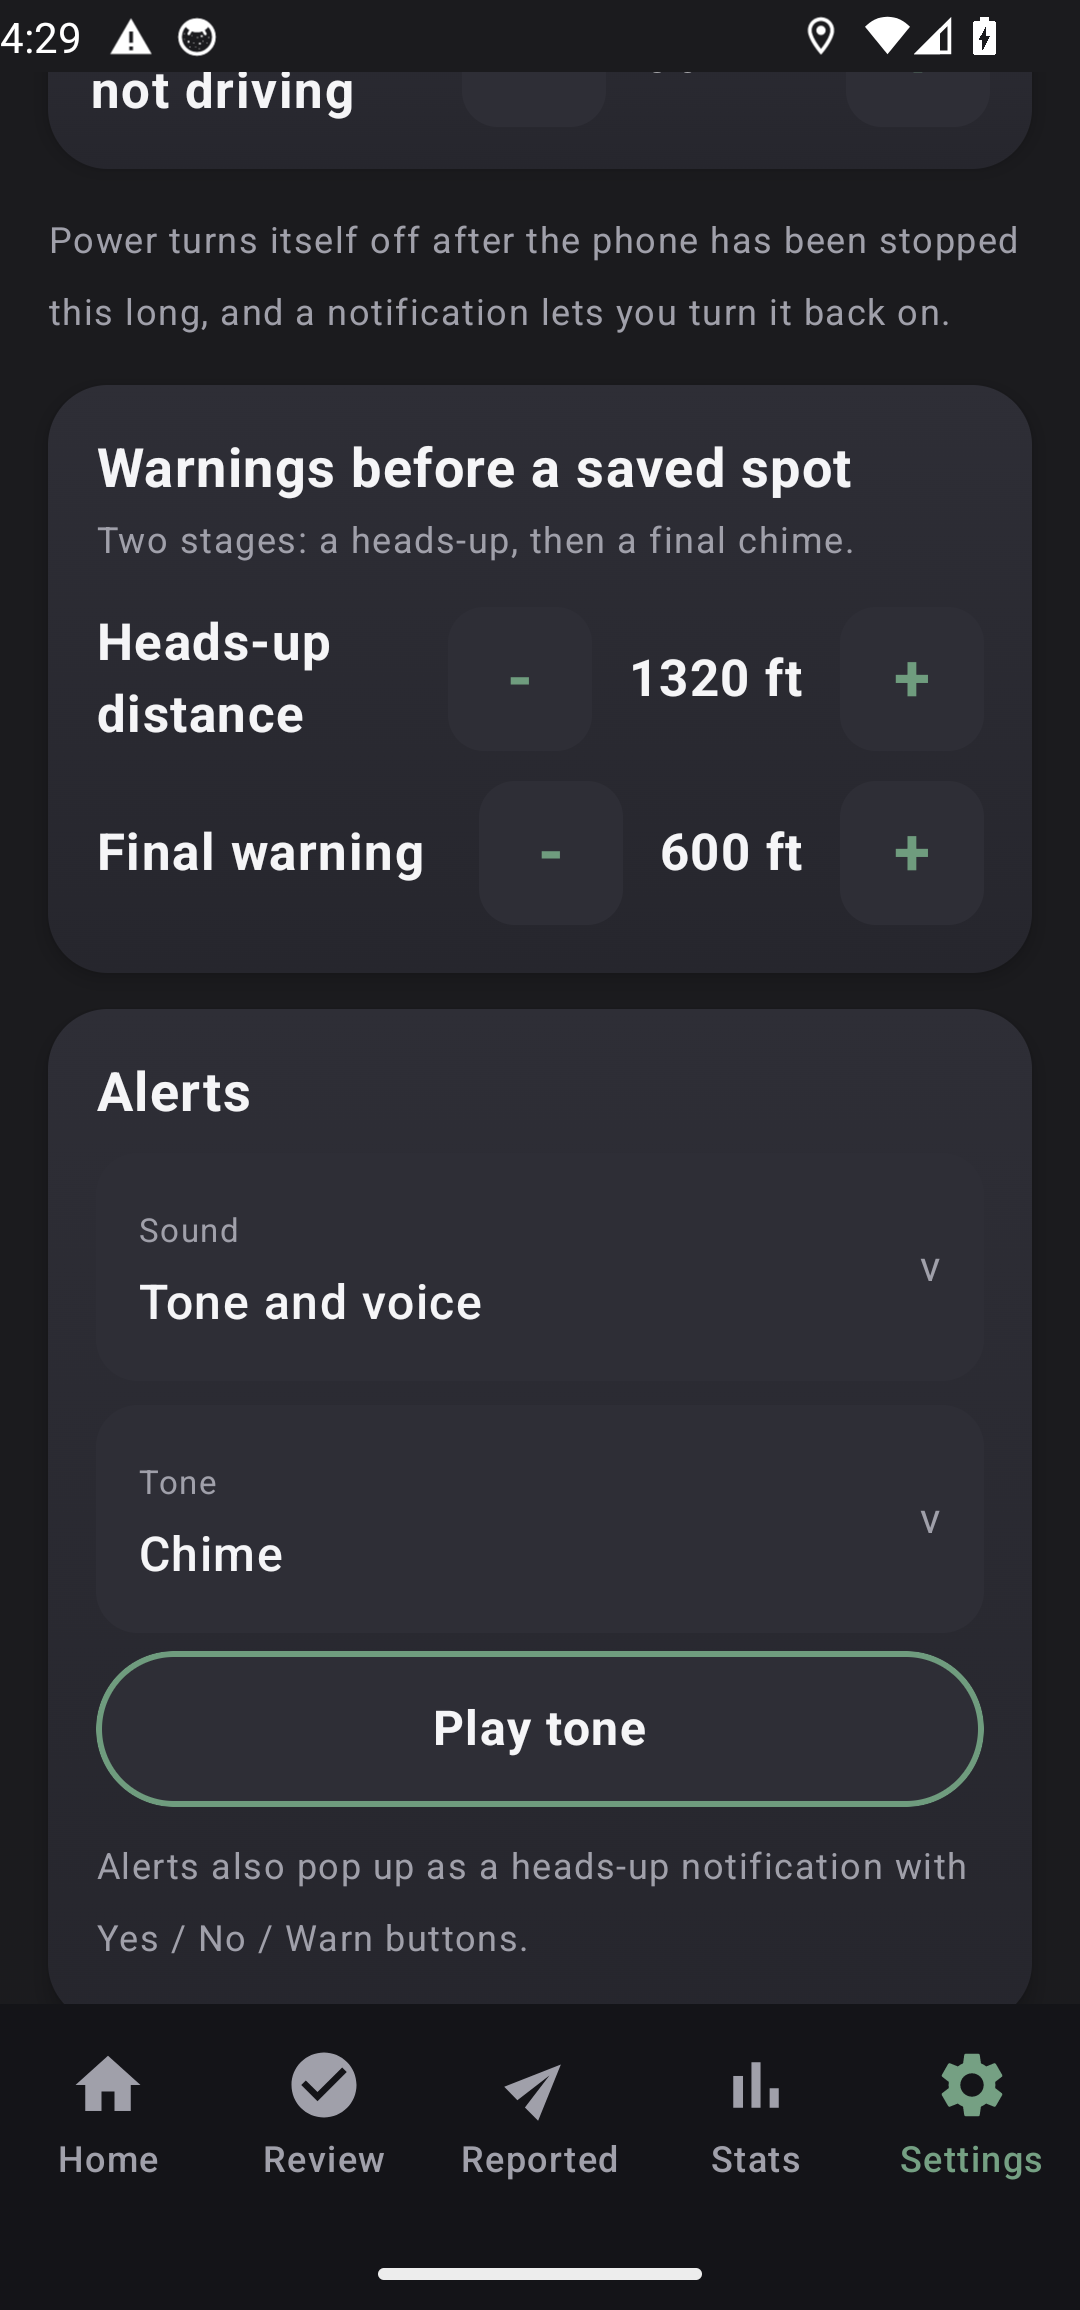 4:29
not driving
Power turns itself off after the phone has been stopped
this long, and a notification lets you turn it back on.
Warnings before a saved spot
Two stages: a heads-up, then a final chime.
Heads-up
distance
- 1320 ft +
Final warning - 600 ft +
Alerts
Sound
Tone and voice
v
Tone
Chime
v
Play tone
Alerts also pop up as a heads-up notification with
Yes / No / Warn buttons.
Home Review Reported Stats Settings